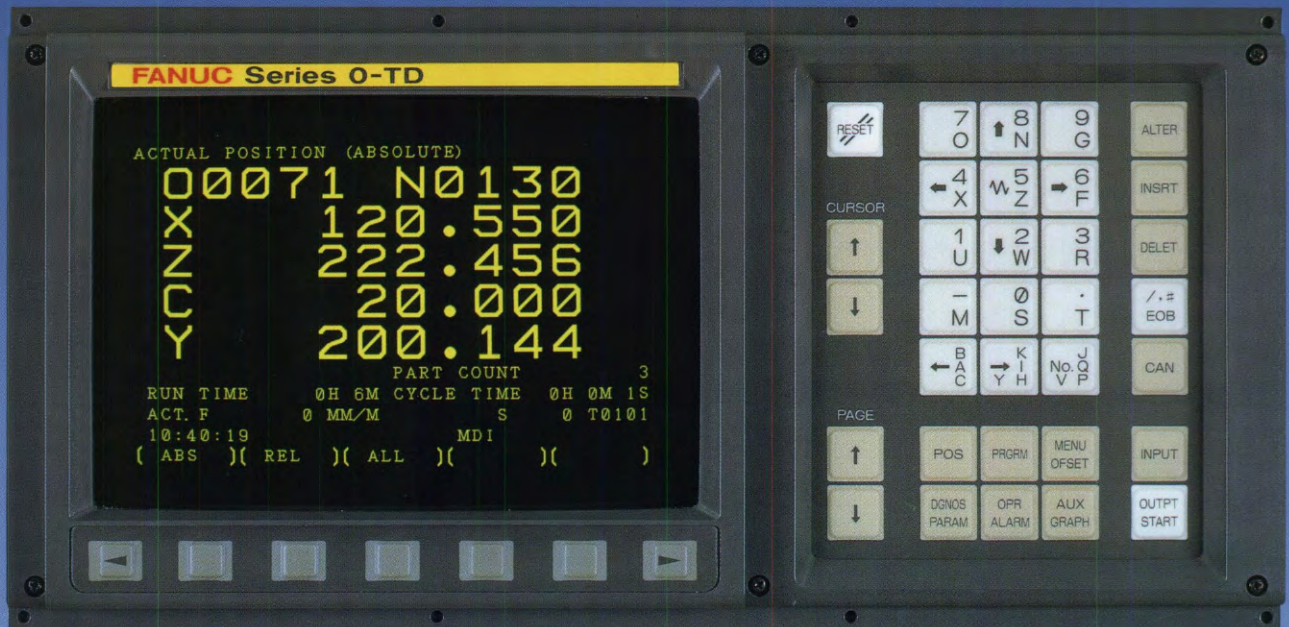 FANUC Series 0-TD
ACTUAL POSITION (ABSOLUTE)
O0071 N0130
X 120.550
Z 222.456
C 20.000
Y 200.144
PART COUNT 3
RUN TIME 0H 6M CYCLE TIME 0H 0M 1S
ACT. F 0 MM/M S 0 T0101
10:40:19 MDI
( ABS )( REL )( ALL )( )( )
RESET
7 O
↑ 8 N
9 G
ALTER
← 4 X
5 Z
→ 6 F
INSRT
CURSOR
↑
1 U
↓ 2 W
3 R
DELET
↓
- M
0 S
. T
/ . # EOB
← B A C
→ K I Y H
No. J Q V P
CAN
PAGE
↑
POS
PRGRM
MENU OFSET
INPUT
↓
DGNOS PARAM
OPR ALARM
AUX GRAPH
OUTPT START